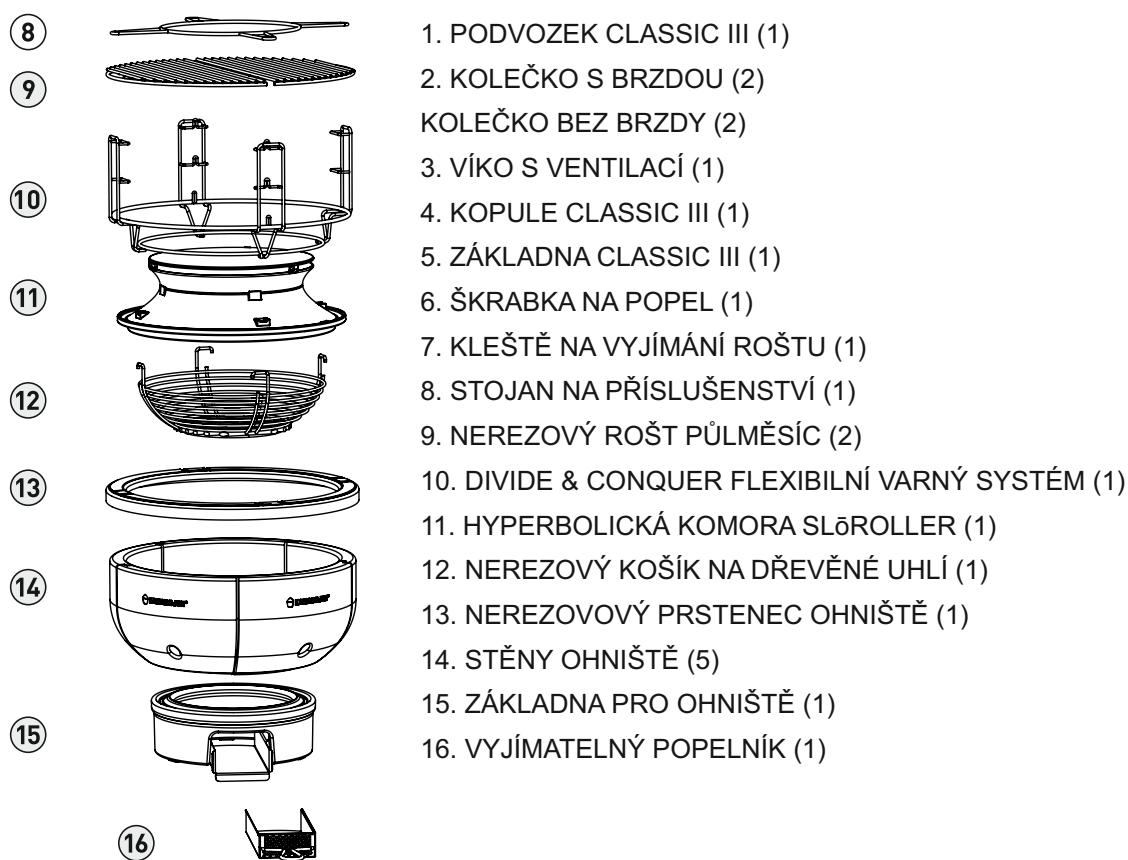 8
9
10
11
12
13
14
15
16
1. PODVOZEK CLASSIC III (1)
2. KOLEČKO S BRZDOU (2)
KOLEČKO BEZ BRZDY (2)
3. VÍKO S VENTILACÍ (1)
4. KOPULE CLASSIC III (1)
5. ZÁKLADNA CLASSIC III (1)
6. ŠKRABKA NA POPEL (1)
7. KLEŠTĚ NA VYJÍMÁNÍ ROŠTU (1)
8. STOJAN NA PŘÍSLUŠENSTVÍ (1)
9. NEREZOVÝ ROŠT PŮLMĚSÍC (2)
10. DIVIDE & CONQUER FLEXIBILNÍ VARNÝ SYSTÉM (1)
11. HYPERBOLICKÁ KOMORA SLōROLLER (1)
12. NEREZOVÝ KOŠÍK NA DŘEVĚNÉ UHLÍ (1)
13. NEREZOVOVÝ PRSTENEC OHNIŠTĚ (1)
14. STĚNY OHNIŠTĚ (5)
15. ZÁKLADNA PRO OHNIŠTĚ (1)
16. VYJÍMATELNÝ POPELNÍK (1)